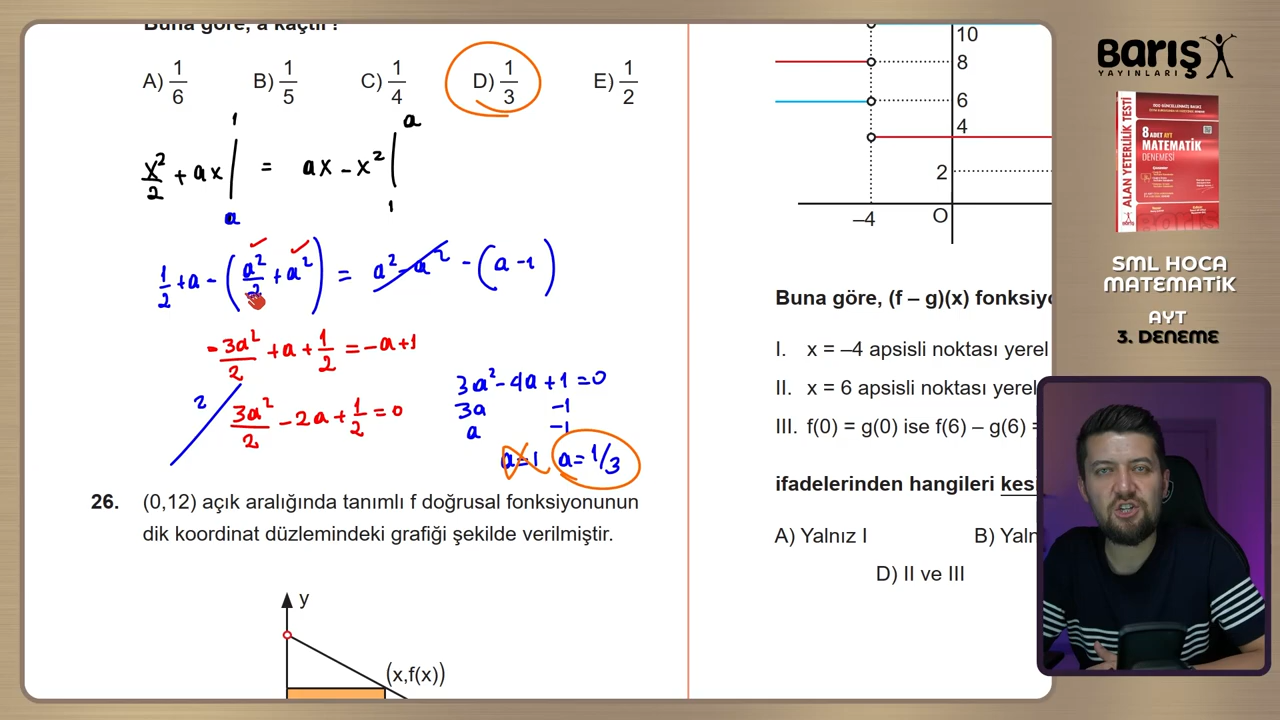 Buna göre, a kaçtır?
A) 1/6 B) 1/5 C) 1/4 D) 1/3 E) 1/2
x²/2 + ax |₍a₎¹ = ax - x² |₍1₎ᵃ
1/2 + a - (a²/2 + a²) = a² - a² - (a - 1)
-3a²/2 + a + 1/2 = -a + 1
2
3a²/2 - 2a + 1/2 = 0
3a² - 4a + 1 = 0
3a -1
a -1
a=1 a=1/3
26. (0,12) açık aralığında tanımlı f doğrusal fonksiyonunun
dik koordinat düzlemindeki grafiği şekilde verilmiştir.
y
(x,f(x))
10
8
6
4
2
–4 O
Buna göre, (f – g)(x) fonksiyo
I. x = –4 apsisli noktası yerel
II. x = 6 apsisli noktası yerel
III. f(0) = g(0) ise f(6) – g(6) =
ifadelerinden hangileri kes
A) Yalnız I B) Yaln
D) II ve III
BARIŞ
YAYINLARI
ALAN YETERLİLİK TESTİ
8 ADET AYT
MATEMATİK
DENEMESİ
SML HOCA
MATEMATİK
AYT
3. DENEME